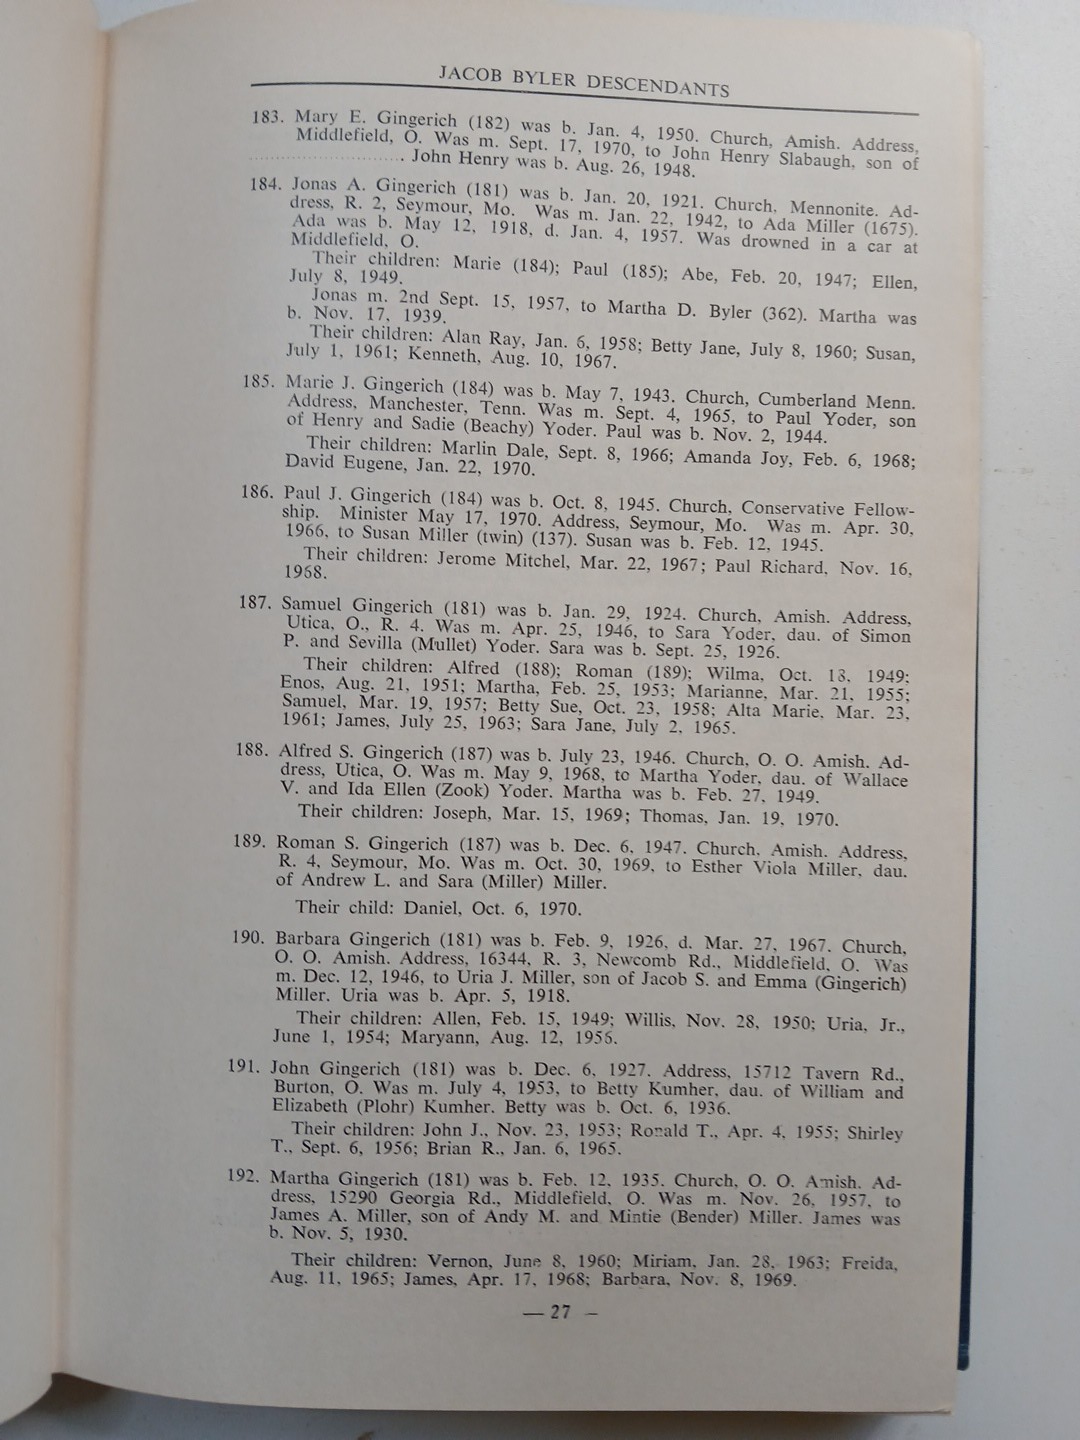 JACOB BYLER DESCENDANTS
183. Mary E. Gingerich (182) was b. Jan. 4, 1950. Church, Amish. Address,
Middlefield, O. Was m. Sept. 17, 1970, to John Henry Slabaugh, son of
........................... John Henry was b. Aug. 26, 1948.
184. Jonas A. Gingerich (181) was b. Jan. 20, 1921. Church, Mennonite. Ad-
dress, R. 2, Seymour, Mo. Was m. Jan. 22, 1942, to Ada Miller (1675).
Ada was b. May 12, 1918, d. Jan. 4, 1957. Was drowned in a car at
Middlefield, O.
Their children: Marie (184); Paul (185); Abe, Feb. 20, 1947; Ellen,
July 8, 1949.
Jonas m. 2nd Sept. 15, 1957, to Martha D. Byler (362). Martha was
b. Nov. 17, 1939.
Their children: Alan Ray, Jan. 6, 1958; Betty Jane, July 8, 1960; Susan,
July 1, 1961; Kenneth, Aug. 10, 1967.
185. Marie J. Gingerich (184) was b. May 7, 1943. Church, Cumberland Menn.
Address, Manchester, Tenn. Was m. Sept. 4, 1965, to Paul Yoder, son
of Henry and Sadie (Beachy) Yoder. Paul was b. Nov. 2, 1944.
Their children: Marlin Dale, Sept. 8, 1966; Amanda Joy, Feb. 6, 1968;
David Eugene, Jan. 22, 1970.
186. Paul J. Gingerich (184) was b. Oct. 8, 1945. Church, Conservative Fellow-
ship. Minister May 17, 1970. Address, Seymour, Mo. Was m. Apr. 30,
1966, to Susan Miller (twin) (137). Susan was b. Feb. 12, 1945.
Their children: Jerome Mitchel, Mar. 22, 1967; Paul Richard, Nov. 16,
1968.
187. Samuel Gingerich (181) was b. Jan. 29, 1924. Church, Amish. Address,
Utica, O., R. 4. Was m. Apr. 25, 1946, to Sara Yoder, dau. of Simon
P. and Sevilla (Mullet) Yoder. Sara was b. Sept. 25, 1926.
Their children: Alfred (188); Roman (189); Wilma, Oct. 13, 1949;
Enos, Aug. 21, 1951; Martha, Feb. 25, 1953; Marianne, Mar. 21, 1955;
Samuel, Mar. 19, 1957; Betty Sue, Oct. 23, 1958; Alta Marie, Mar. 23,
1961; James, July 25, 1963; Sara Jane, July 2, 1965.
188. Alfred S. Gingerich (187) was b. July 23, 1946. Church, O. O. Amish. Ad-
dress, Utica, O. Was m. May 9, 1968, to Martha Yoder, dau. of Wallace
V. and Ida Ellen (Zook) Yoder. Martha was b. Feb. 27, 1949.
Their children: Joseph, Mar. 15, 1969; Thomas, Jan. 19, 1970.
189. Roman S. Gingerich (187) was b. Dec. 6, 1947. Church, Amish. Address,
R. 4, Seymour, Mo. Was m. Oct. 30, 1969, to Esther Viola Miller, dau.
of Andrew L. and Sara (Miller) Miller.
Their child: Daniel, Oct. 6, 1970.
190. Barbara Gingerich (181) was b. Feb. 9, 1926, d. Mar. 27, 1967. Church,
O. O. Amish. Address, 16344, R. 3, Newcomb Rd., Middlefield, O. Was
m. Dec. 12, 1946, to Uria J. Miller, son of Jacob S. and Emma (Gingerich)
Miller. Uria was b. Apr. 5, 1918.
Their children: Allen, Feb. 15, 1949; Willis, Nov. 28, 1950; Uria, Jr.,
June 1, 1954; Maryann, Aug. 12, 1956.
191. John Gingerich (181) was b. Dec. 6, 1927. Address, 15712 Tavern Rd.,
Burton, O. Was m. July 4, 1953, to Betty Kumher, dau. of William and
Elizabeth (Plohr) Kumher. Betty was b. Oct. 6, 1936.
Their children: John J., Nov. 23, 1953; Ronald T., Apr. 4, 1955; Shirley
T., Sept. 6, 1956; Brian R., Jan. 6, 1965.
192. Martha Gingerich (181) was b. Feb. 12, 1935. Church, O. O. Amish. Ad-
dress, 15290 Georgia Rd., Middlefield, O. Was m. Nov. 26, 1957, to
James A. Miller, son of Andy M. and Mintie (Bender) Miller. James was
b. Nov. 5, 1930.
Their children: Vernon, June 8, 1960; Miriam, Jan. 28, 1963; Freida,
Aug. 11, 1965; James, Apr. 17, 1968; Barbara, Nov. 8, 1969.
— 27 –